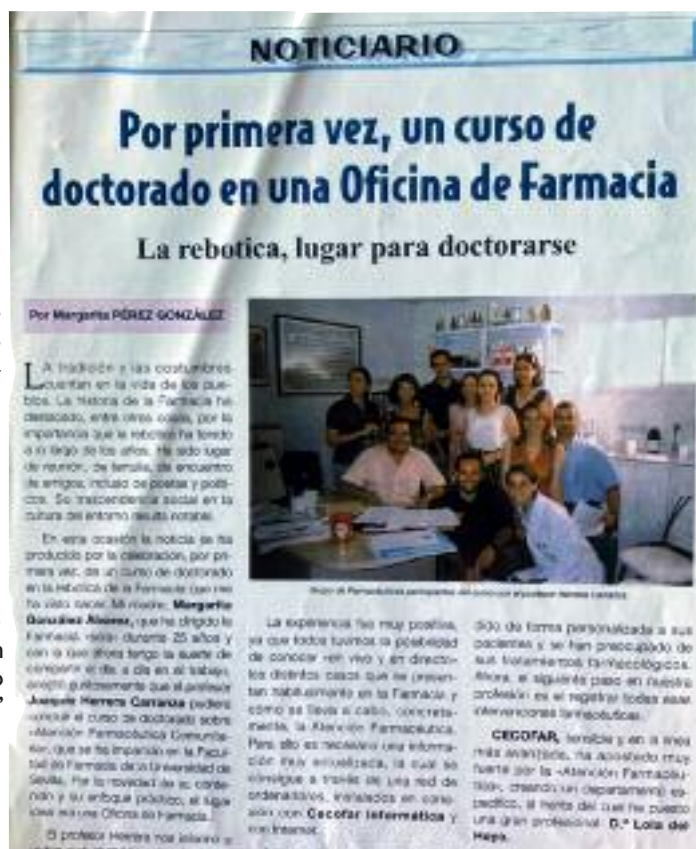 NOTICIARIO
Por primera vez, un curso de
doctorado en una Oficina de Farmacia
La rebotica, lugar para doctorarse
Por Margarita PÉREZ GONZÁLEZ
LA tradición y las costumbres
cuentan en la vida de los pue-
blos. La historia de la Farmacia ha
destacado, entre otras cosas, por la
importancia que la rebotica ha tenido
a lo largo de los años. Ha sido lugar
de reunión, de tertulia, de encuentro
de amigos, incluso de poetas y políti-
cos. Su trascendencia social en la
cultura del entorno resulta notable.
En esta ocasión la noticia se ha
producido por la celebración, por pri-
mera vez, de un curso de doctorado
en la rebotica de la Farmacia que me
ha visto nacer. Mi madre, Margarita
González Álvarez, que ha dirigido la
Farmacia durante 25 años y
con la que ahora tengo la suerte de
compartir el día a día en el trabajo,
aceptó gustosamente que el profesor
Joaquín Herrera Carranza pudiera
concluir el curso de doctorado sobre
«Atención Farmacéutica Comunita-
ria», que se ha impartido en la Facul-
tad de Farmacia de la Universidad de
Sevilla. Por la novedad de su conte-
nido y su enfoque práctico, el lugar
ideal era una Oficina de Farmacia.
El profesor Herrera nos
Grupo de Farmacéuticos participantes del curso con el profesor Herrera Carranza.
La experiencia fue muy positiva,
ya que todos tuvimos la posibilidad
de conocer «en vivo y en directo»
los distintos casos que se presen-
tan habitualmente en la Farmacia y
cómo se lleva a cabo, concreta-
mente, la Atención Farmacéutica.
Para ello es necesario una informa-
ción muy actualizada, la cual se
consigue a través de una red de
ordenadores, instalados en cone-
xión con Cecofar Informática y
con Internet.
dido de forma personalizada a sus
pacientes y se han preocupado de
sus tratamientos farmacológicos.
Ahora, el siguiente paso en nuestra
profesión es el registrar todas esas
intervenciones farmacéuticas.
CECOFAR, sensible y en la línea
más avanzada, ha apostado muy
fuerte por la «Atención Farmacéu-
tica», creando un departamento es-
pecífico, al frente del cual ha puesto
una gran profesional, D.ª Lola del
Hoyo.